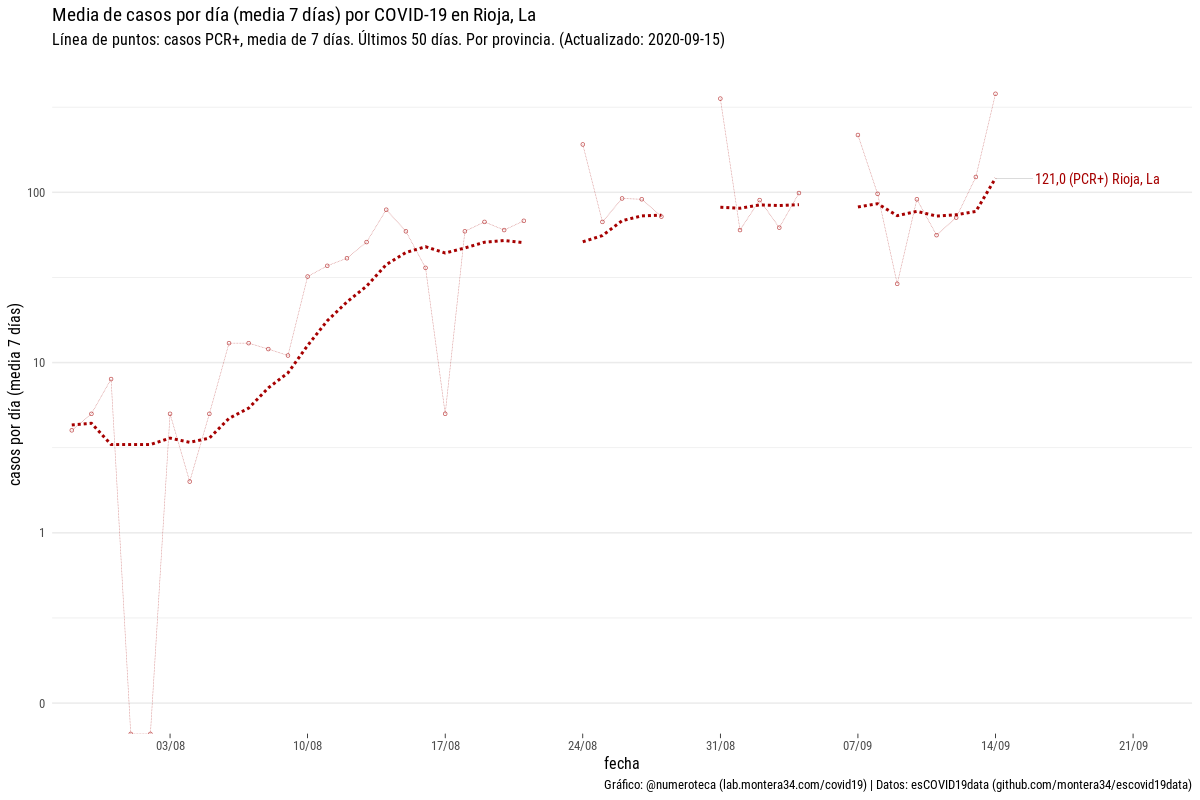 Media de casos por día (media 7 días) por COVID-19 en Rioja, La
Línea de puntos: casos PCR+, media de 7 días. Últimos 50 días. Por provincia. (Actualizado: 2020-09-15)
casos por día (media 7 días)
100
10
1
0
121,0 (PCR+) Rioja, La
03/08
10/08
17/08
24/08
31/08
07/09
14/09
21/09
fecha
Gráfico: @numeroteca (lab.montera34.com/covid19) | Datos: esCOVID19data (github.com/montera34/escovid19data)